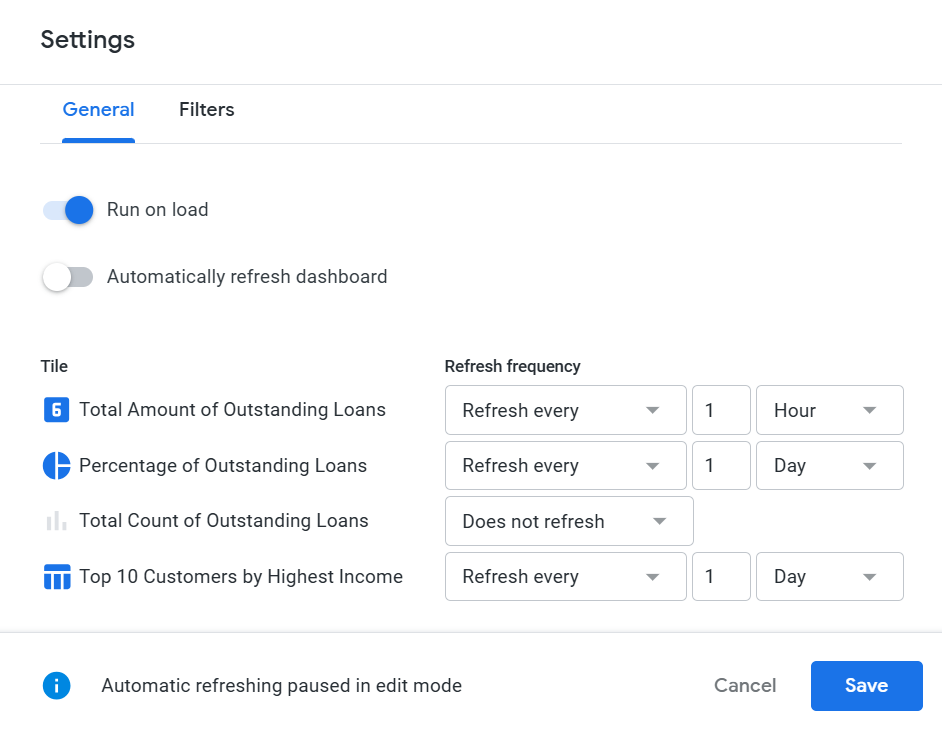 Settings
General Filters
Run on load
Automatically refresh dashboard
Tile Refresh frequency
6 Total Amount of Outstanding Loans Refresh every 1 Hour
Percentage of Outstanding Loans Refresh every 1 Day
Total Count of Outstanding Loans Does not refresh
Top 10 Customers by Highest Income Refresh every 1 Day
Automatic refreshing paused in edit mode Cancel Save